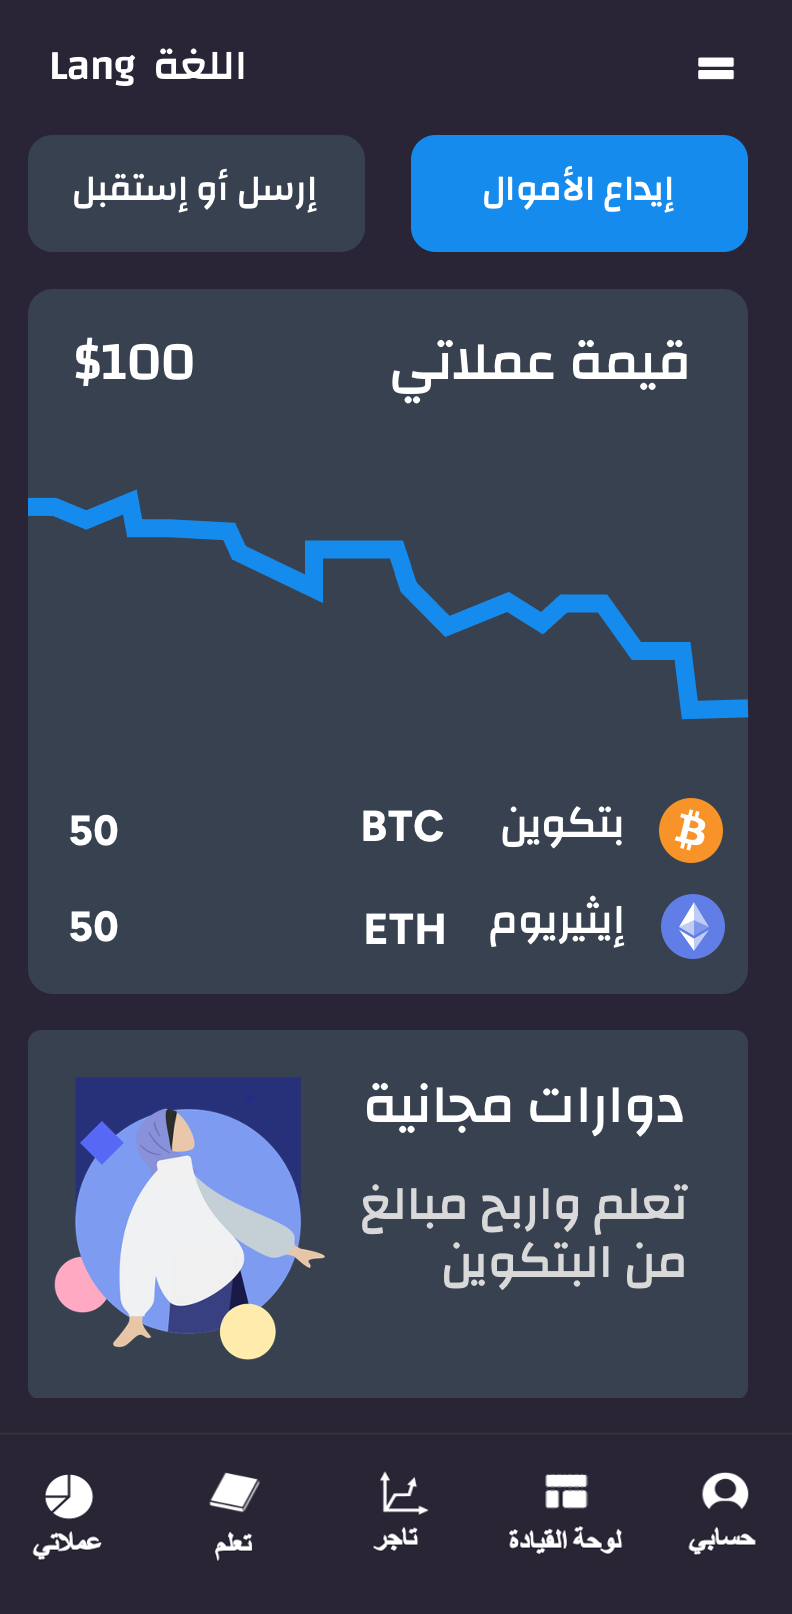 اللغة Lang
إيداع الأموال
إرسل أو إستقبل
قيمة عملاتي $100
بتكوين BTC 50
إيثيريوم ETH 50
دوارات مجانية
تعلم واربح مبالغ
من البتكوين
حسابي
لوحة القيادة
تاجر
تعلم
عملاتي